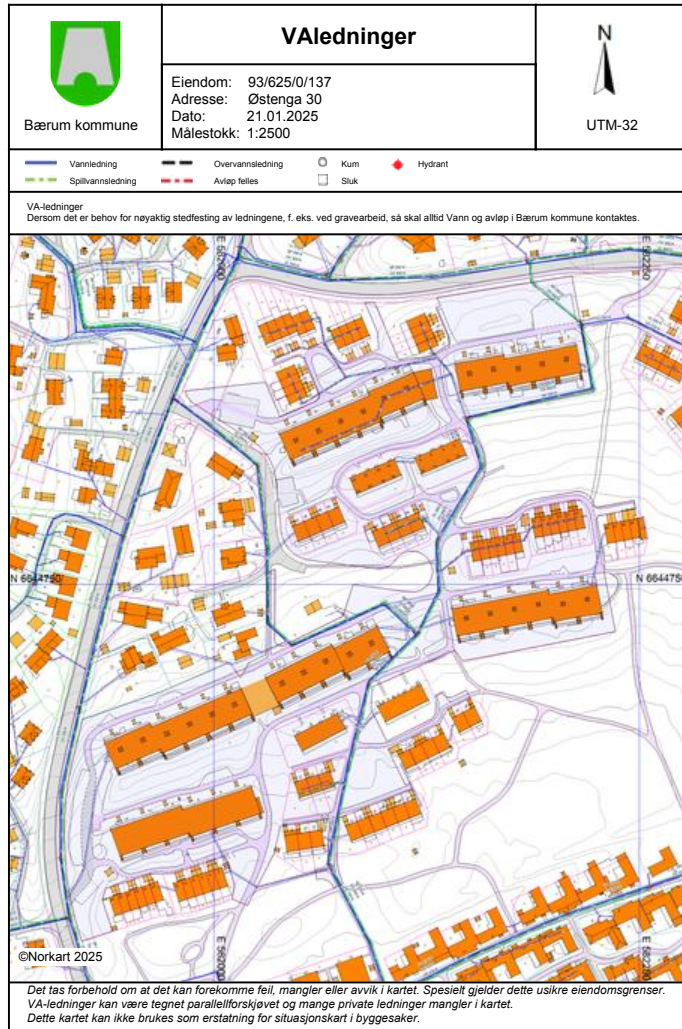 VAledninger
Eiendom: 93/625/0/137
Adresse: Østenga 30
Dato: 21.01.2025
Målestokk: 1:2500
Bærum kommune
N
UTM-32
Vannledning
Overvannsledning
Kum
Hydrant
Spillvannsledning
Avløp felles
Sluk
VA-ledninger
Dersom det er behov for nøyaktig stedfesting av ledningene, f. eks. ved gravearbeid, så skal alltid Vann og avløp i Bærum kommune kontaktes.
E 582000
E 582250
N 6644750
N 6644750
E 582000
E 582250
©Norkart 2025
Det tas forbehold om at det kan forekomme feil, mangler eller avvik i kartet. Spesielt gjelder dette usikre eiendomsgrenser.
VA-ledninger kan være tegnet parallellforskjøvet og mange private ledninger mangler i kartet.
Dette kartet kan ikke brukes som erstatning for situasjonskart i byggesaker.